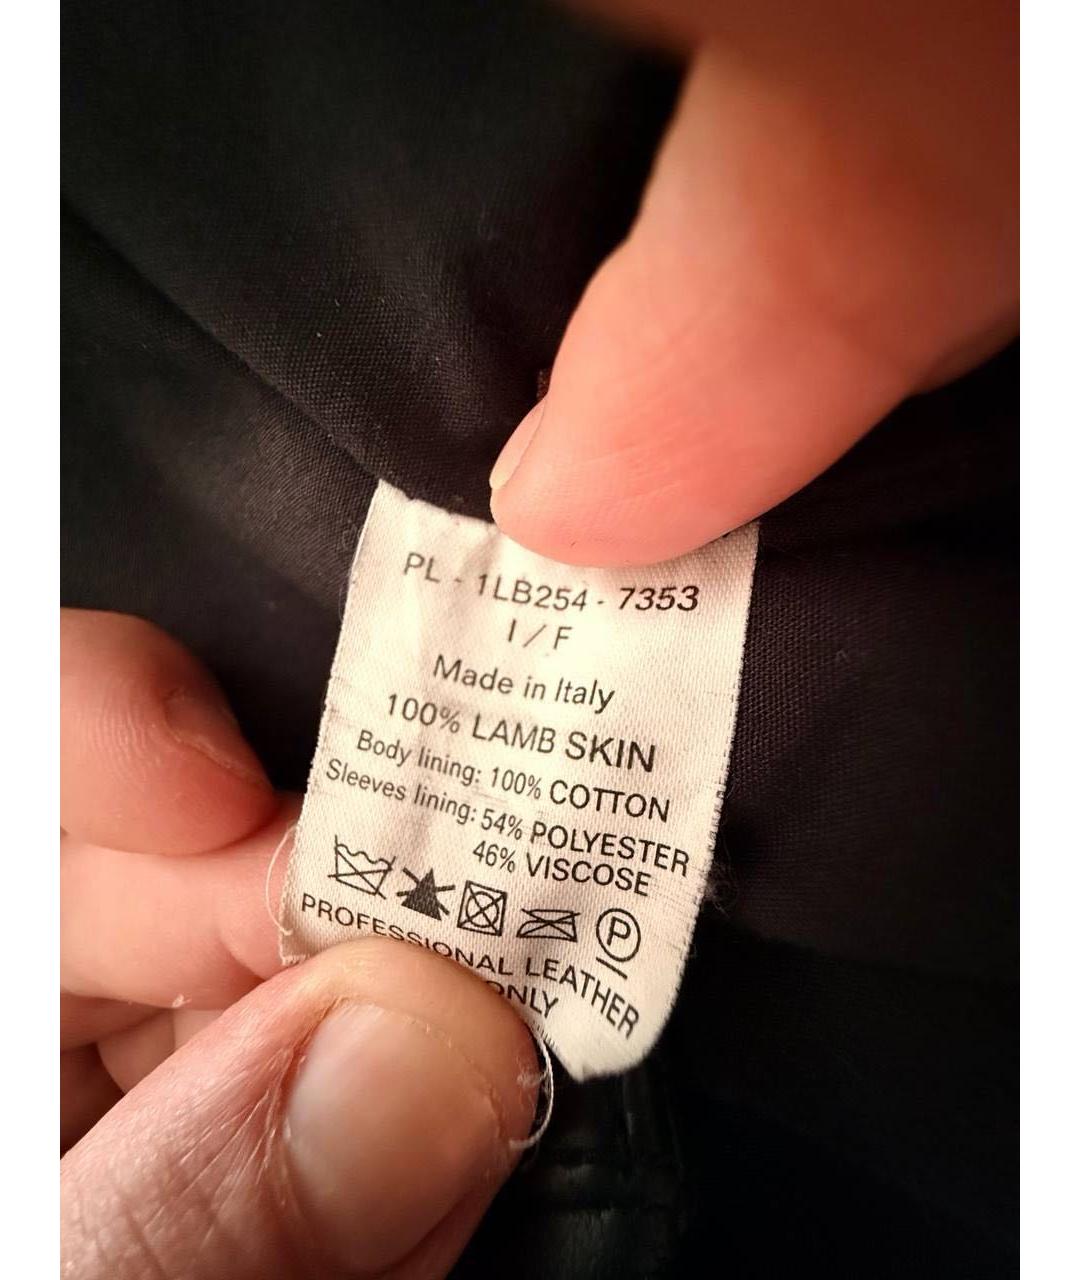 PL - 1LB254 - 7353
I / F
Made in Italy
100% LAMB SKIN
Body lining: 100% COTTON
Sleeves lining: 54% POLYESTER
46% VISCOSE
P
PROFESSIONAL LEATHER
ONLY